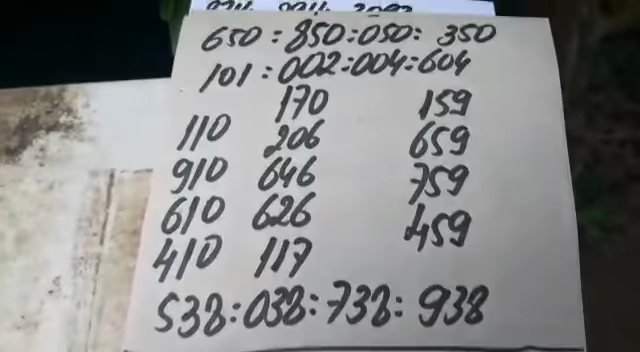 650 : 850 : 050 : 350
101 : 002 : 004 : 604
170 159
110 206 659
910 646 759
610 626 459
410 117
538 : 038 : 738 : 938